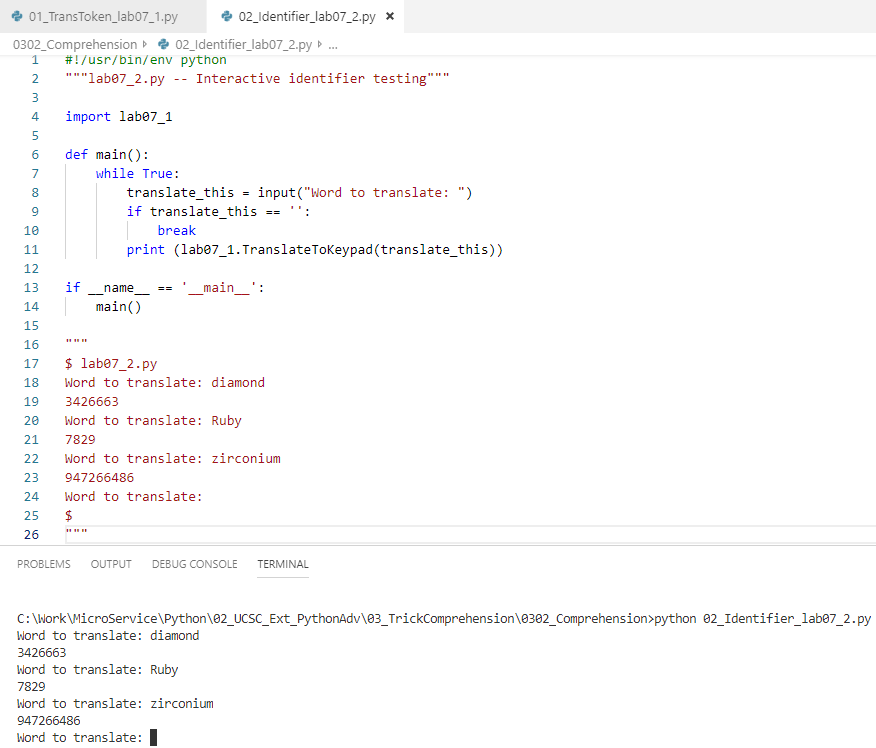 01_TransToken_lab07_1.py 02_Identifier_lab07_2.py ×
0302_Comprehension 02_Identifier_lab07_2.py ...
1 #!/usr/bin/env python
2 """lab07_2.py -- Interactive identifier testing"""
3
4 import lab07_1
5
6 def main():
7     while True:
8         translate_this = input("Word to translate: ")
9         if translate_this == '':
10             break
11         print (lab07_1.TranslateToKeypad(translate_this))
12
13 if __name__ == '__main__':
14     main()
15
16 """
17 $ lab07_2.py
18 Word to translate: diamond
19 3426663
20 Word to translate: Ruby
21 7829
22 Word to translate: zirconium
23 947266486
24 Word to translate:
25 $
26 """
PROBLEMS OUTPUT DEBUG CONSOLE TERMINAL
C:\Work\MicroService\Python\02_UCSC_Ext_PythonAdv\03_TrickComprehension\0302_Comprehension>python 02_Identifier_lab07_2.py
Word to translate: diamond
3426663
Word to translate: Ruby
7829
Word to translate: zirconium
947266486
Word to translate: